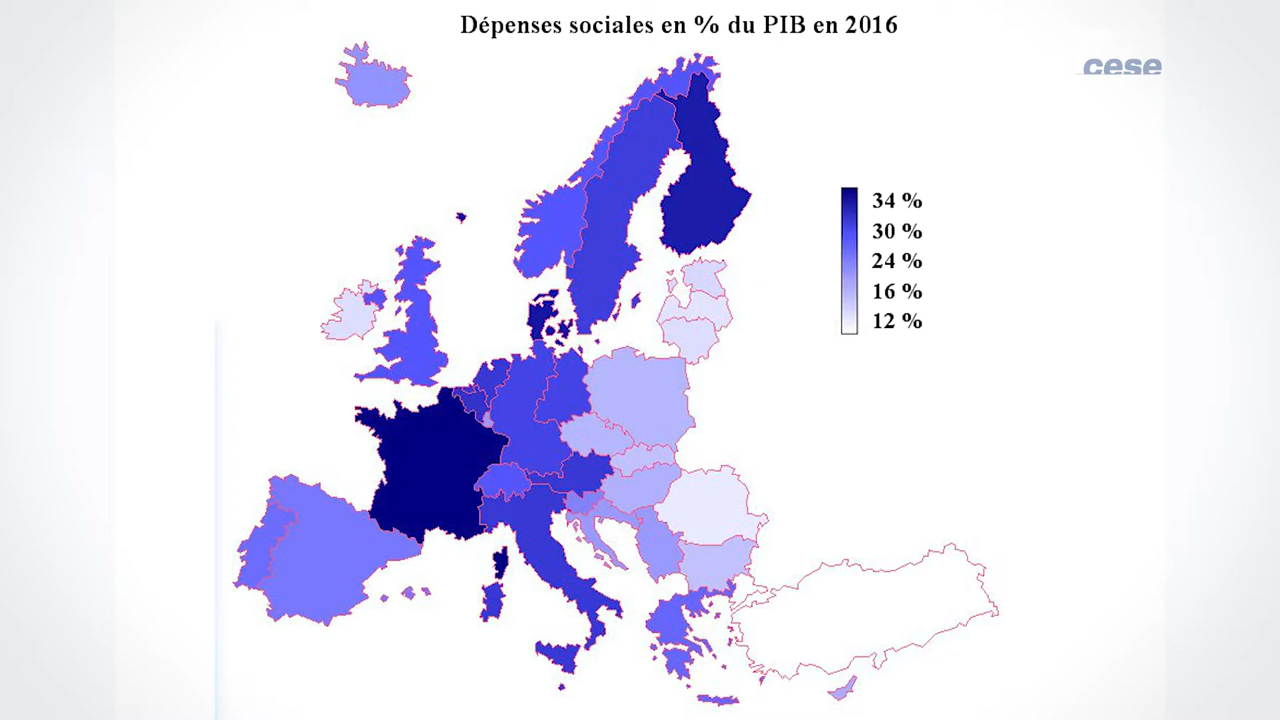 Dépenses sociales en % du PIB en 2016
cese
34 %
30 %
24 %
16 %
12 %